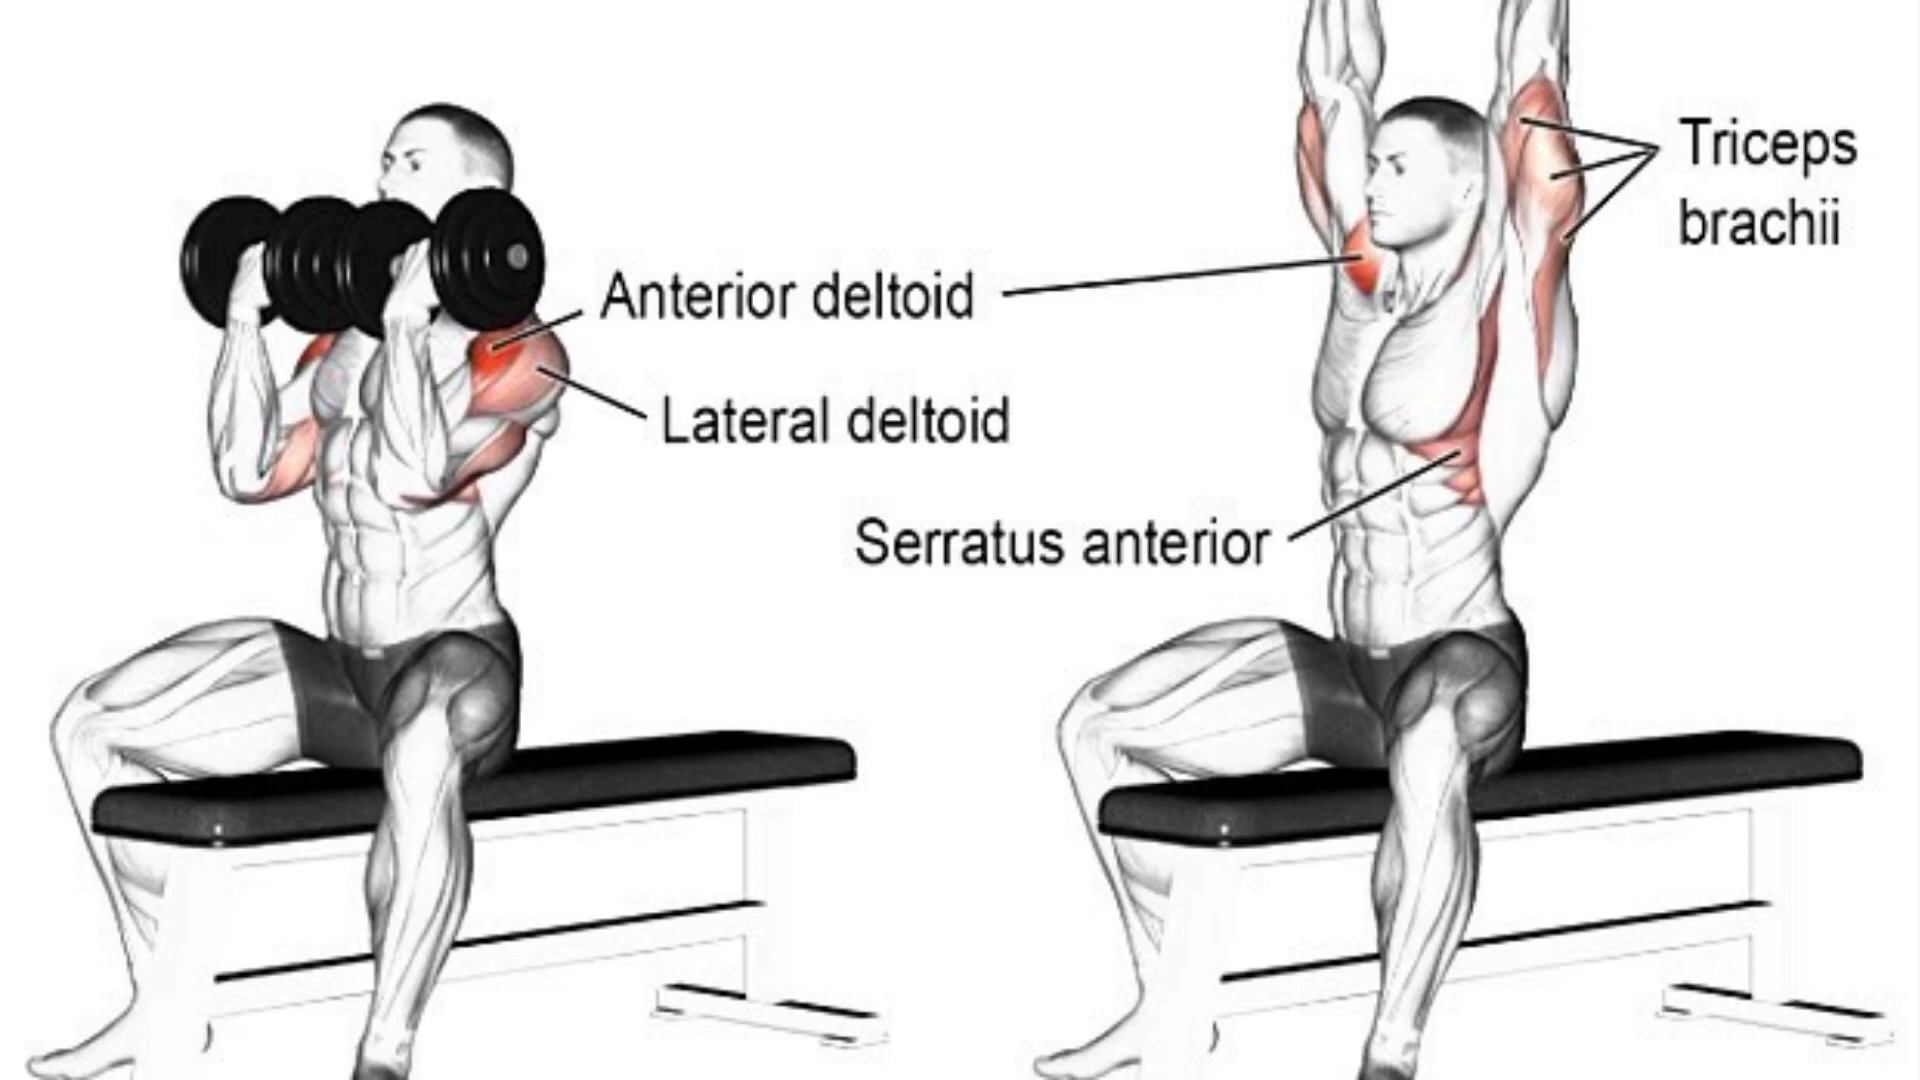 Triceps
brachii
Anterior deltoid
Lateral deltoid
Serratus anterior